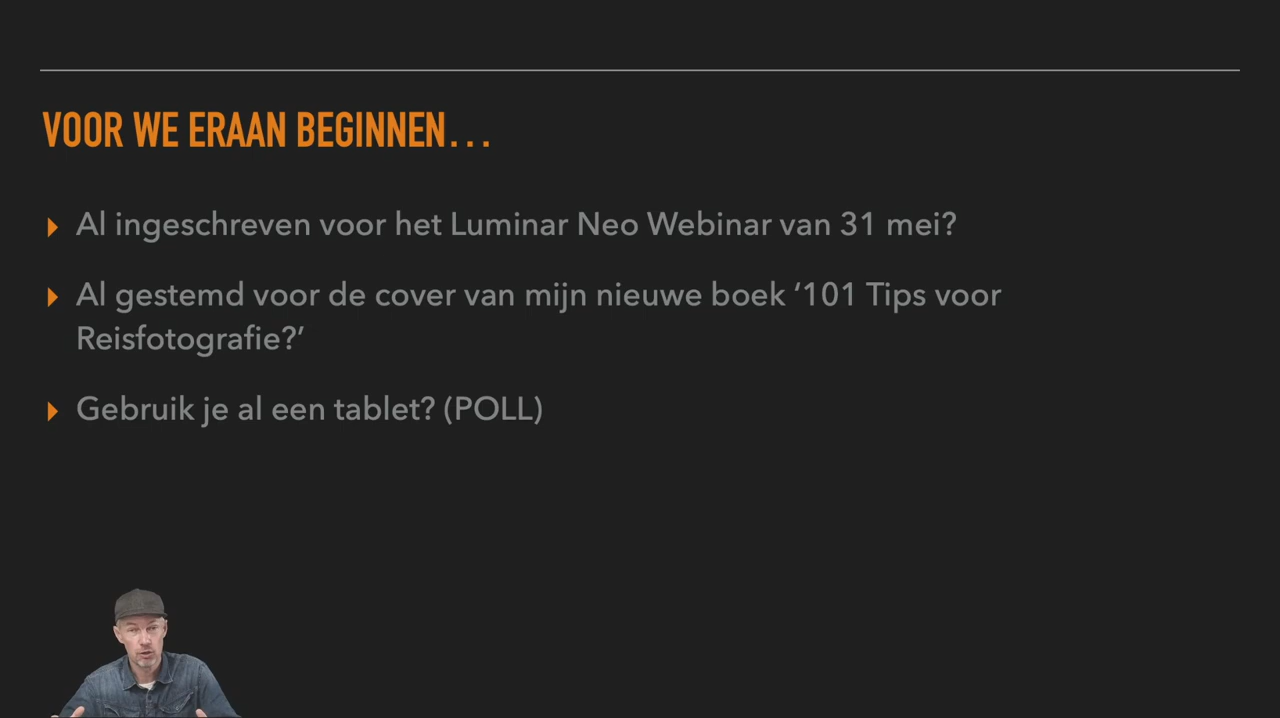 VOOR WE ERAAN BEGINNEN...
Al ingeschreven voor het Luminar Neo Webinar van 31 mei?
Al gestemd voor de cover van mijn nieuwe boek ‘101 Tips voor
Reisfotografie?’
Gebruik je al een tablet? (POLL)